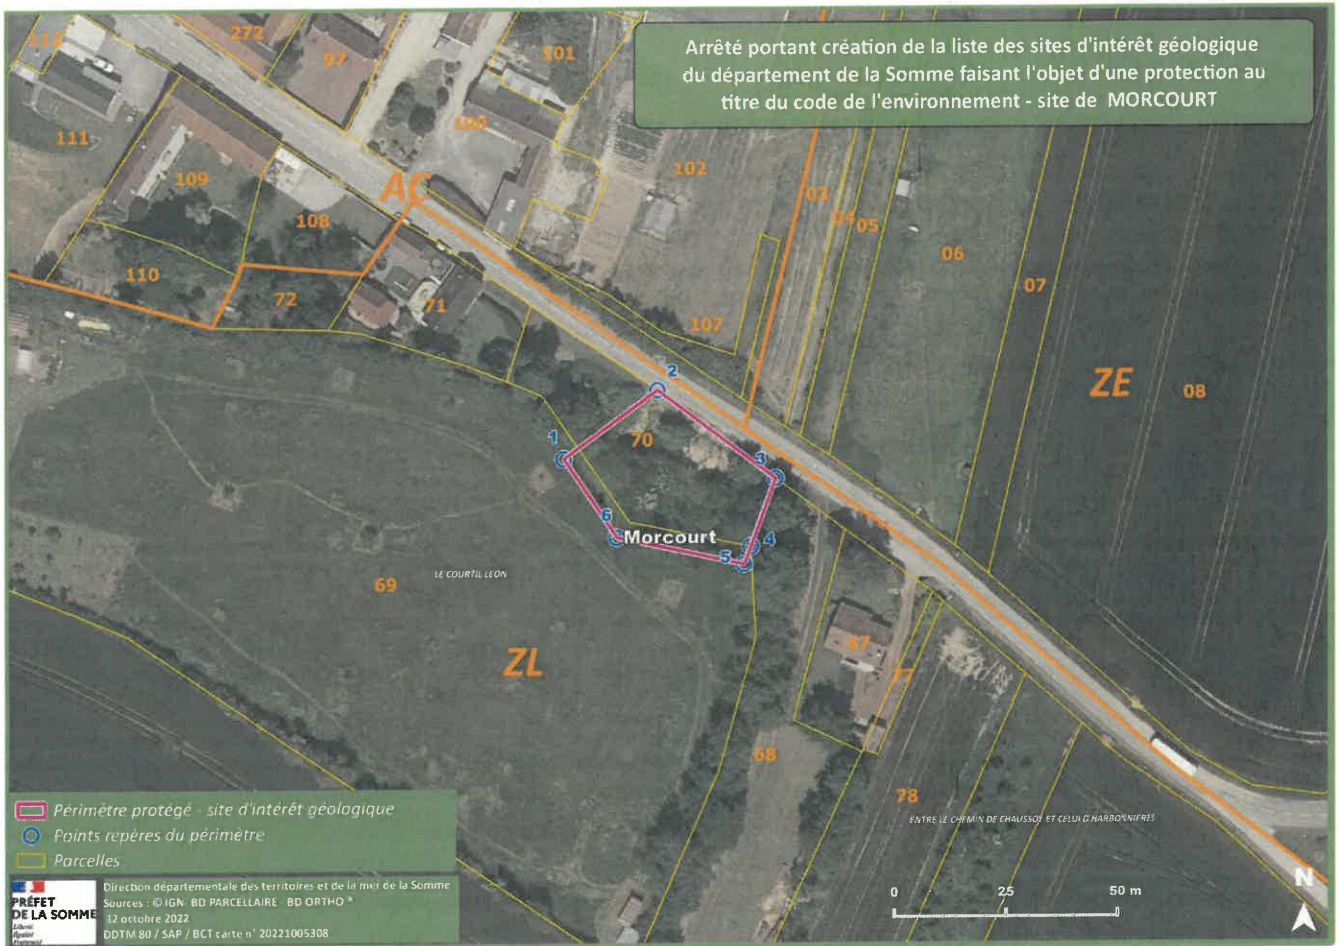 Arrêté portant création de la liste des sites d'intérêt géologique
du département de la Somme faisant l'objet d'une protection au
titre du code de l'environnement - site de MORCOURT
112
272
97
101
111
100
109
102
AC
108
03
04
05
06
110
72
71
07
107
ZE
08
2
1
70
3
6
Morcourt
4
5
69
LE COURTIL LEON
ZL
67
77
68
78
ENTRE LE CHEMIN DE CHAUSSOY ET CELUI D HARBONNIERES
Périmètre protégé - site d'intérêt géologique
Points repères du périmètre
Parcelles
PRÉFET
DE LA SOMME
Liberté
Égalité
Fraternité
Direction départementale des territoires et de la mer de la Somme
Sources : © IGN- BD PARCELLAIRE - BD ORTHO ®
12 octobre 2022
DDTM 80 / SAP / BCT carte n° 20221005308
0 25 50 m
N